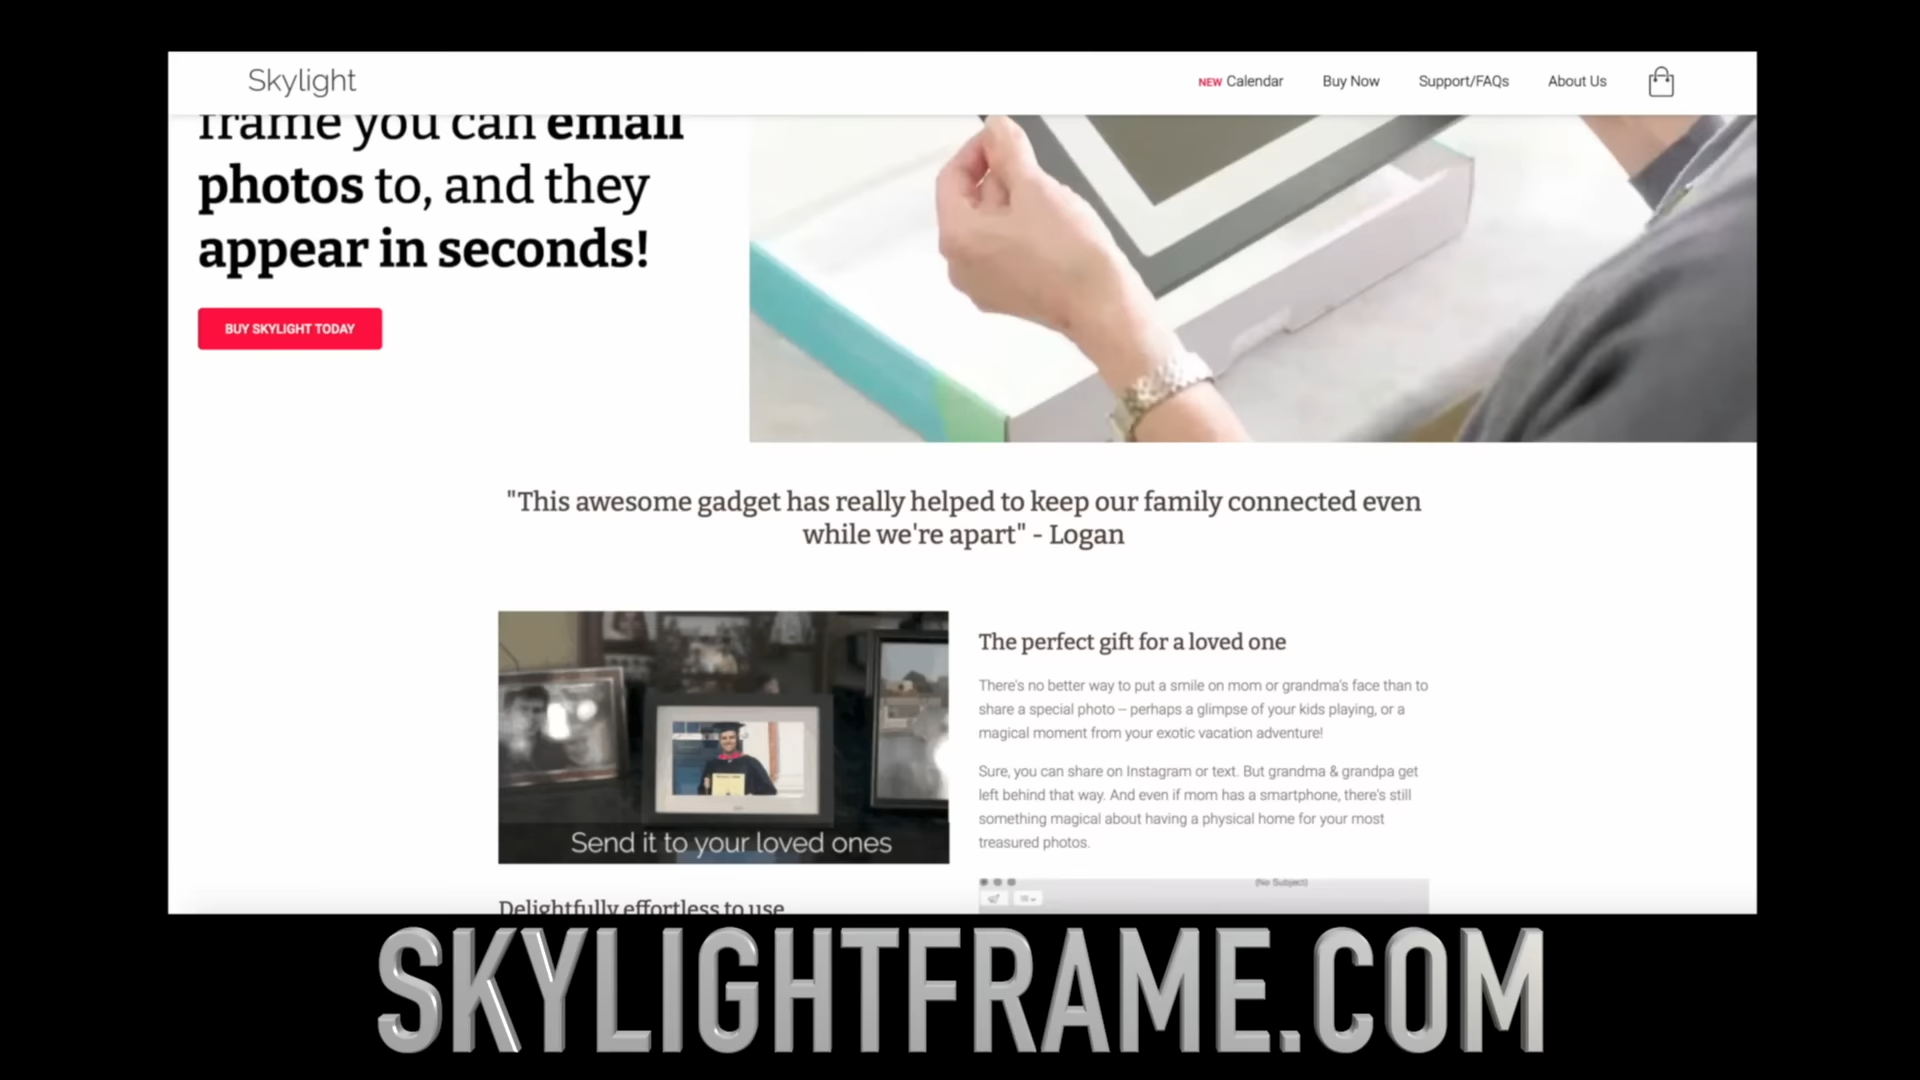 Skylight
NEW Calendar
Buy Now
Support/FAQs
About Us
frame you can email
photos to, and they
appear in seconds!
BUY SKYLIGHT TODAY
"This awesome gadget has really helped to keep our family connected even
while we're apart" - Logan
Send it to your loved ones
The perfect gift for a loved one
There's no better way to put a smile on mom or grandma's face than to
share a special photo – perhaps a glimpse of your kids playing, or a
magical moment from your exotic vacation adventure!
Sure, you can share on Instagram or text. But grandma & grandpa get
left behind that way. And even if mom has a smartphone, there's still
something magical about having a physical home for your most
treasured photos.
(No Subject)
Delightfully effortless to use
SKYLIGHTFRAME.COM